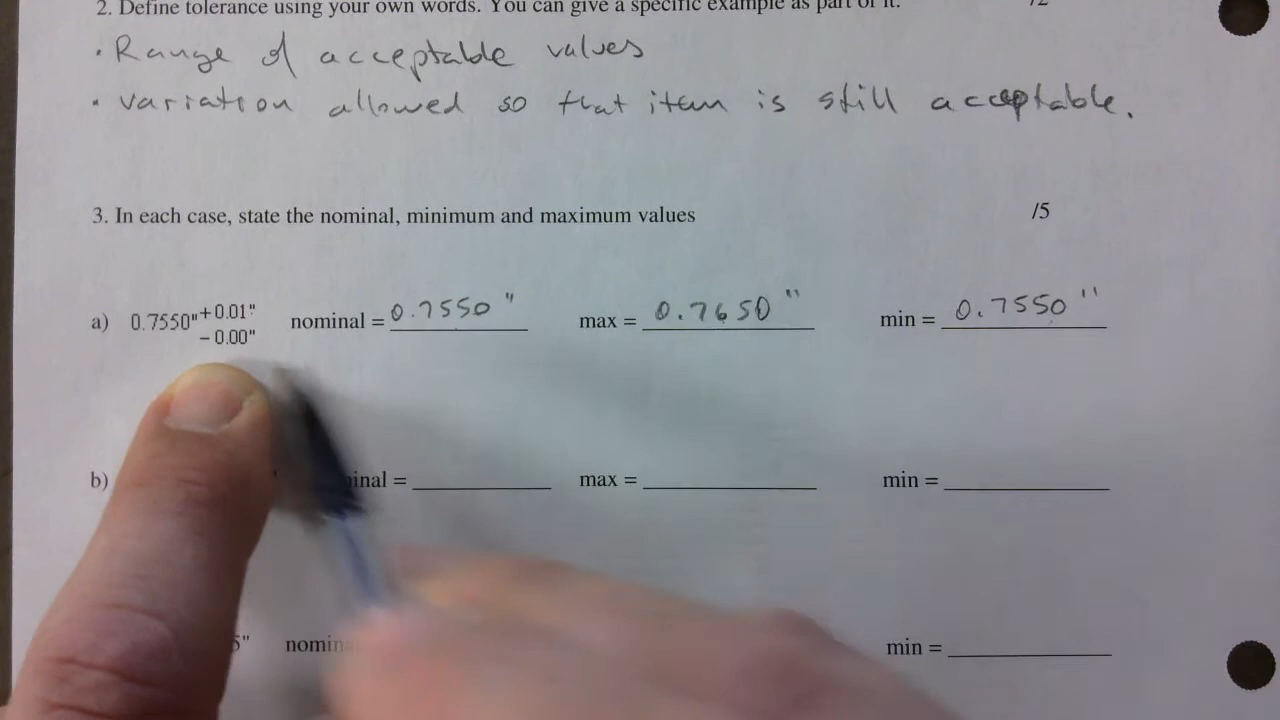 2. Define tolerance using your own words. You can give a specific example as part of it.
• Range of acceptable values
• variation allowed so that item is still acceptable.
3. In each case, state the nominal, minimum and maximum values /5
a) 0.7550" +0.01" -0.00" nominal = 0.7550" max = 0.7650" min = 0.7550"
b) max = min =
5" min =